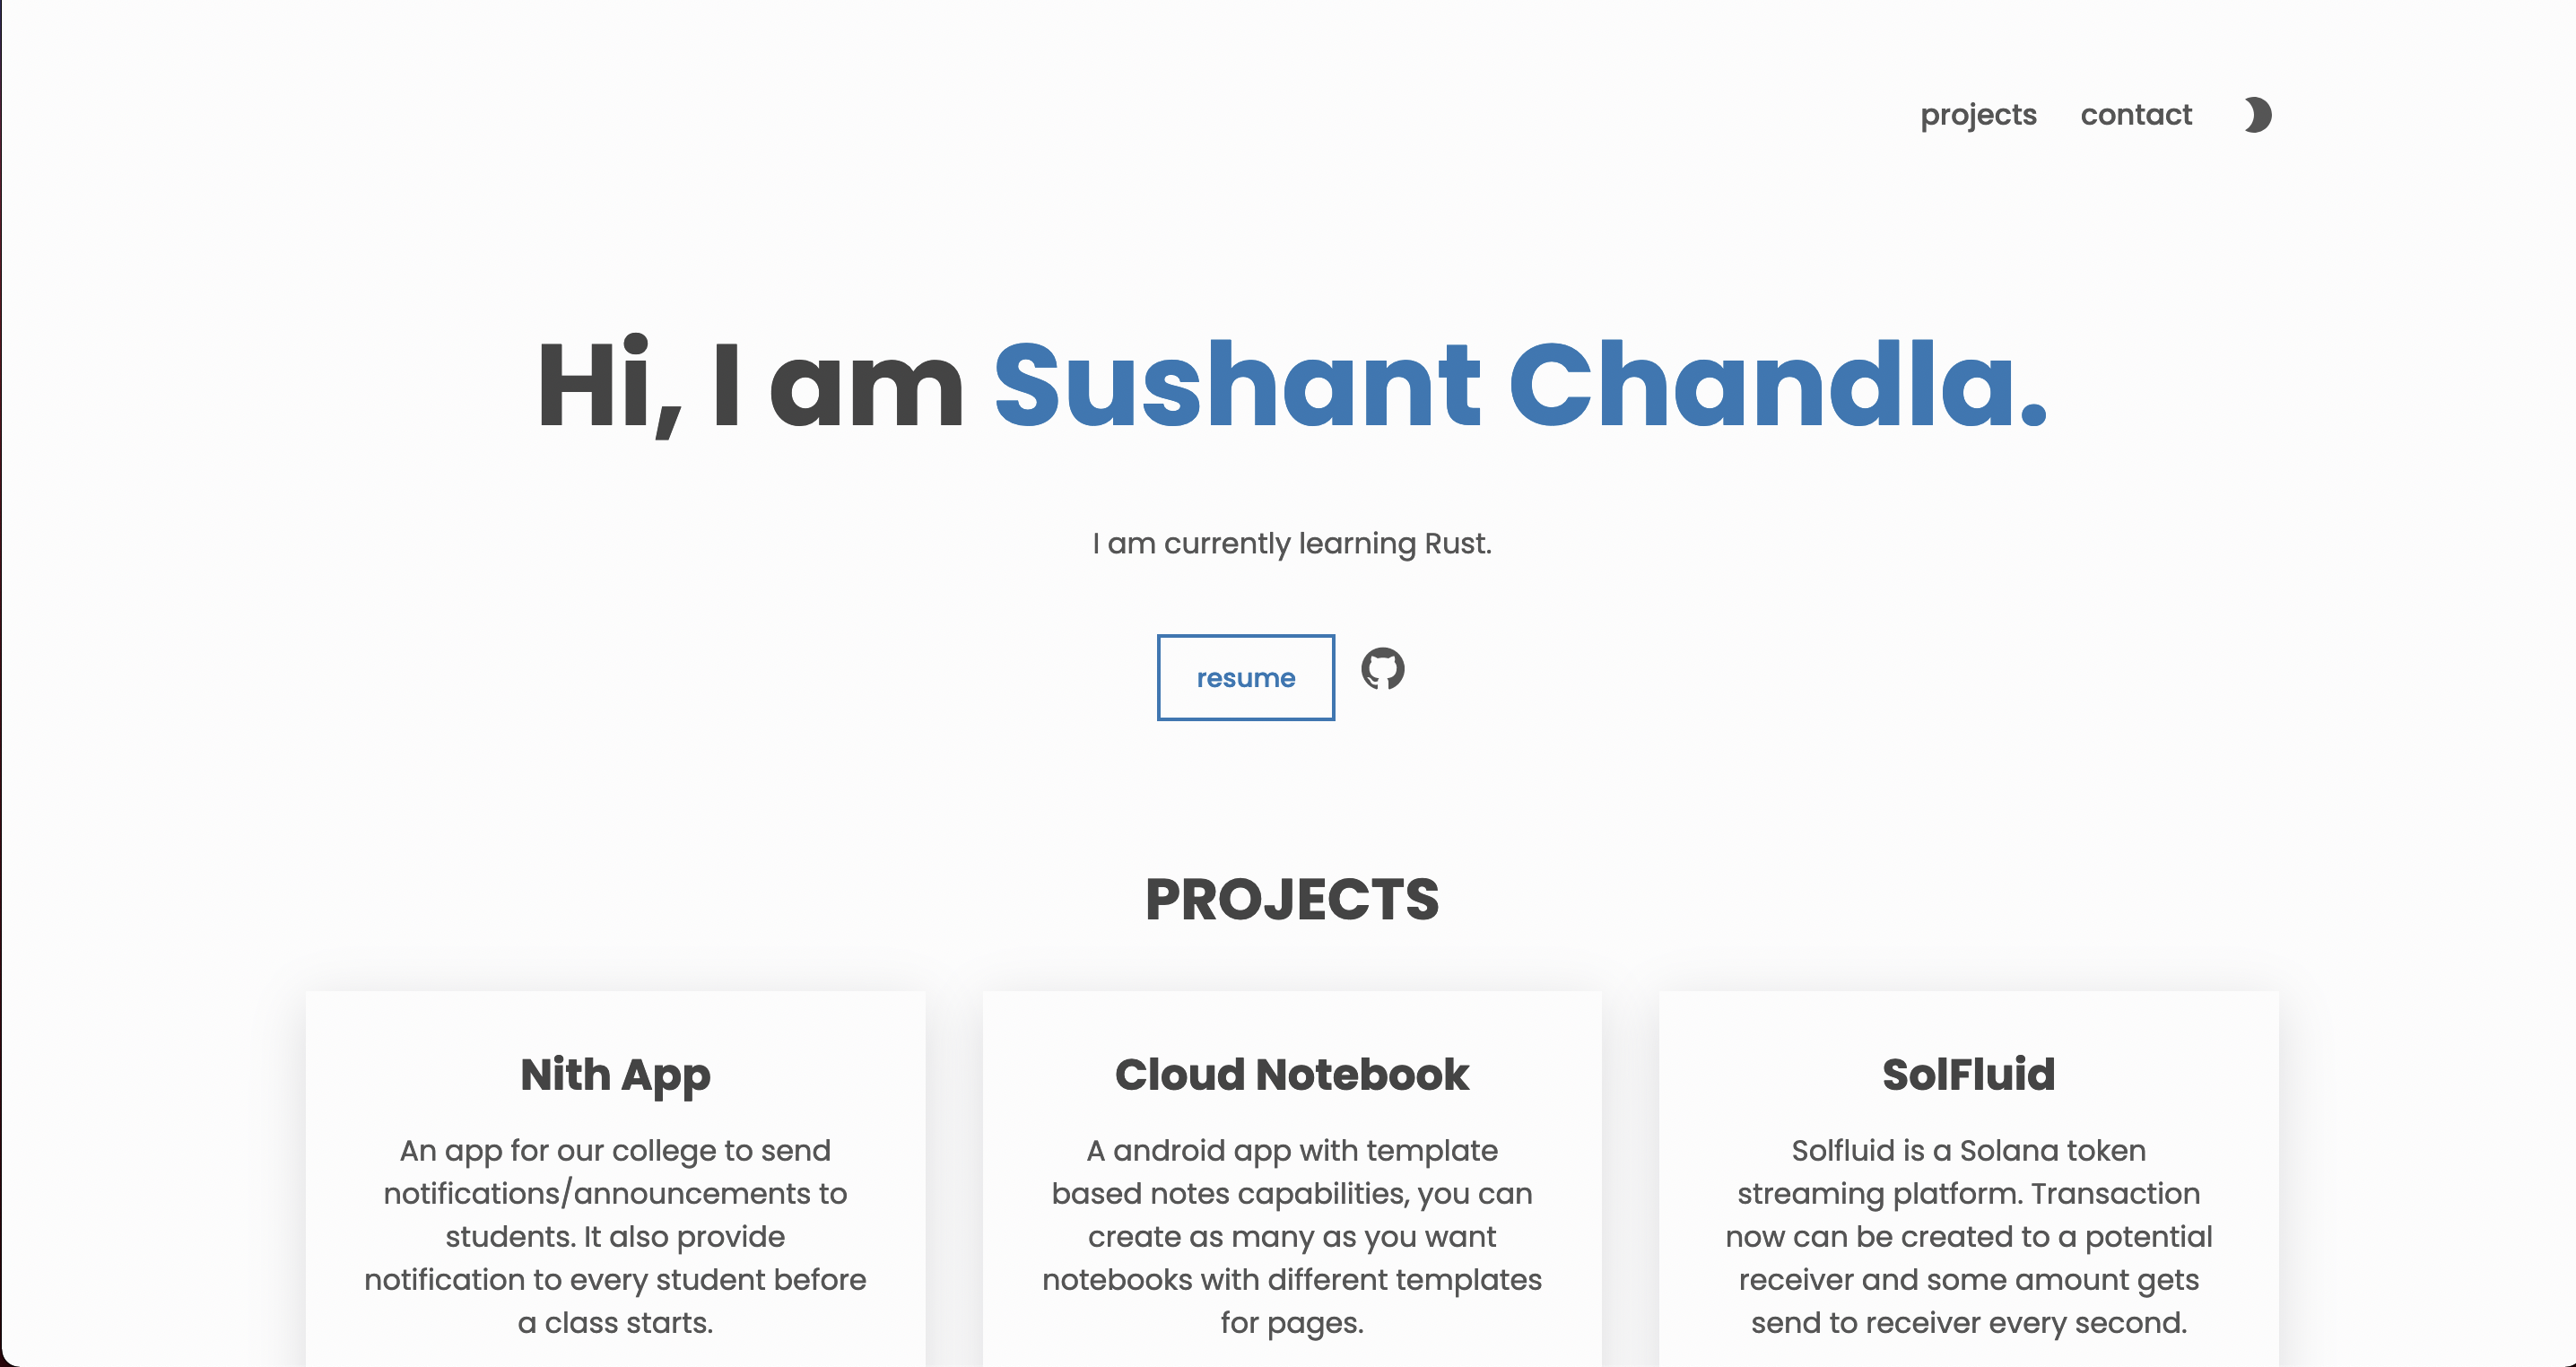 projects contact
Hi, I am Sushant Chandla.
I am currently learning Rust.
resume
PROJECTS
Nith App
An app for our college to send
notifications/announcements to
students. It also provide
notification to every student before
a class starts.
Cloud Notebook
A android app with template
based notes capabilities, you can
create as many as you want
notebooks with different templates
for pages.
SolFluid
Solfluid is a Solana token
streaming platform. Transaction
now can be created to a potential
receiver and some amount gets
send to receiver every second.